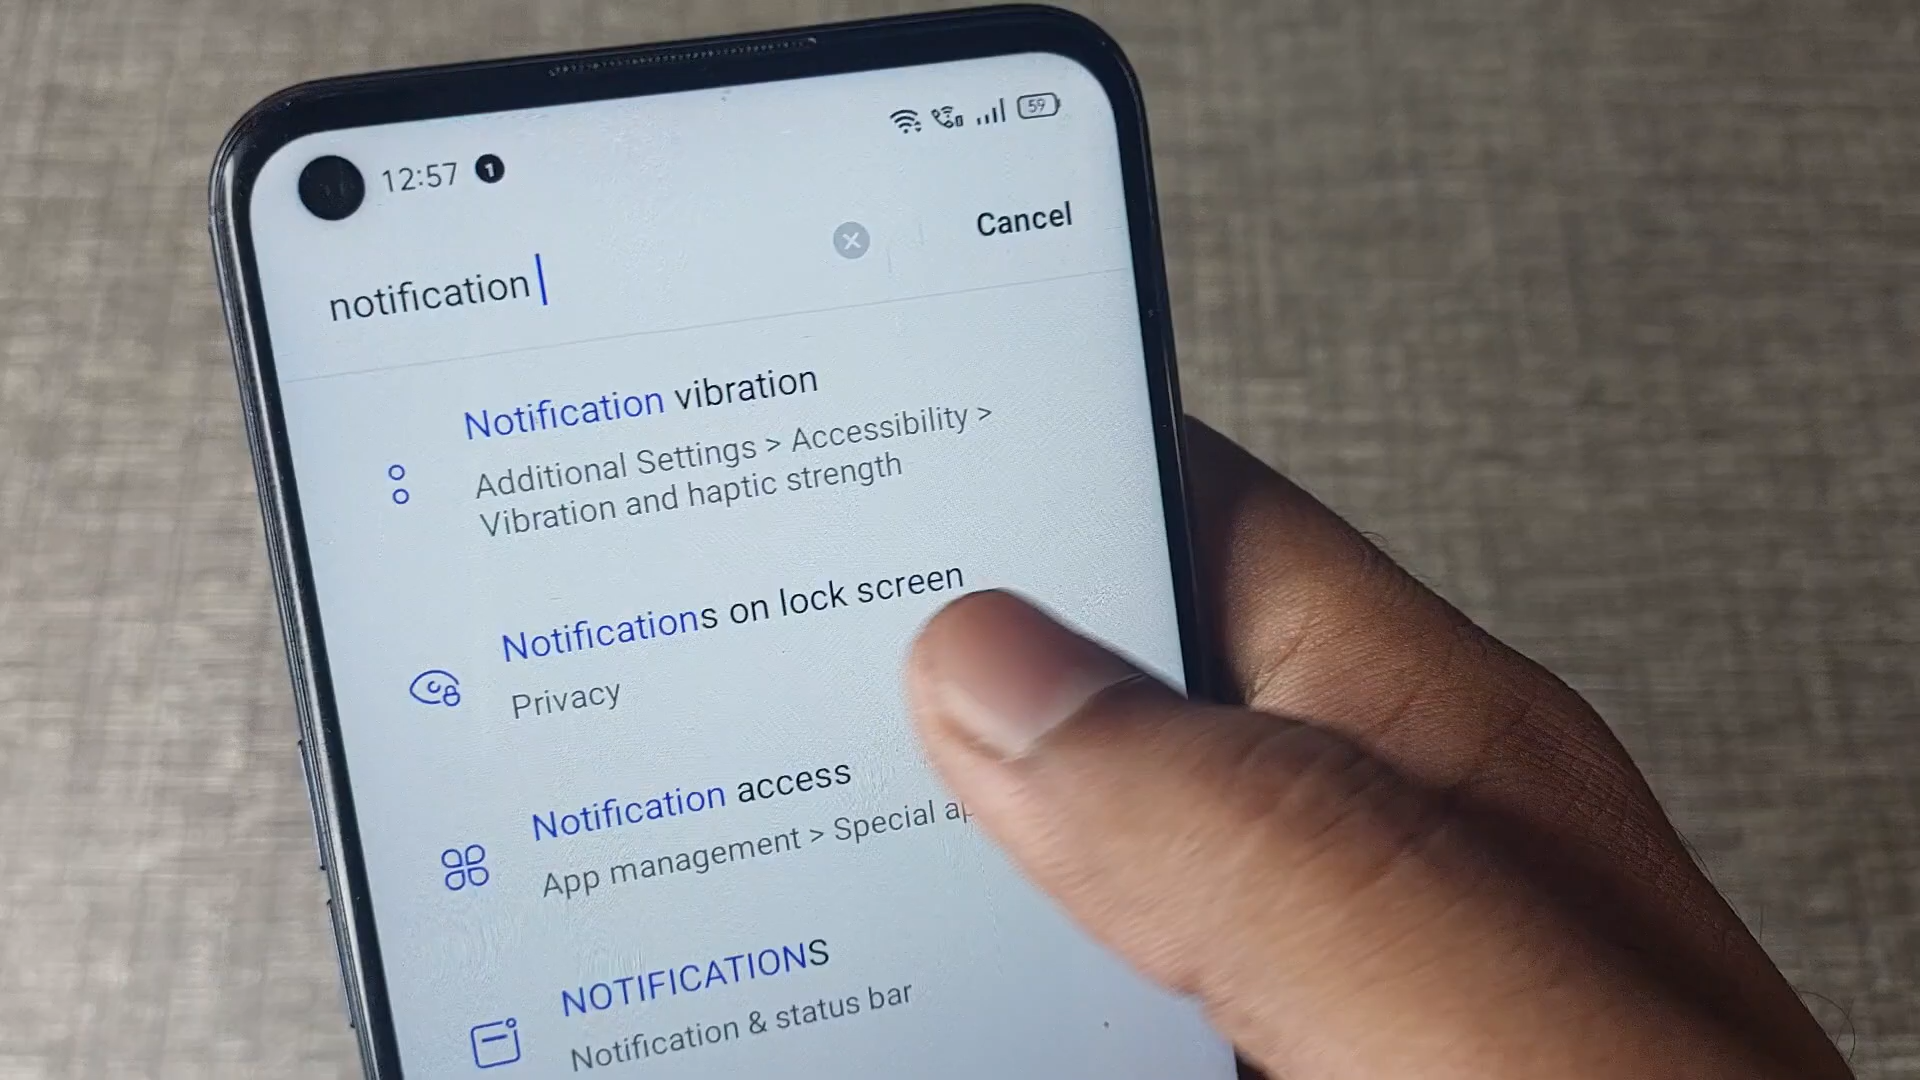 12:57 1 59
Cancel
notification
Notification vibration
Additional Settings > Accessibility >
Vibration and haptic strength
Notifications on lock screen
Privacy
Notification access
App management > Special
NOTIFICATIONS
Notification & status bar